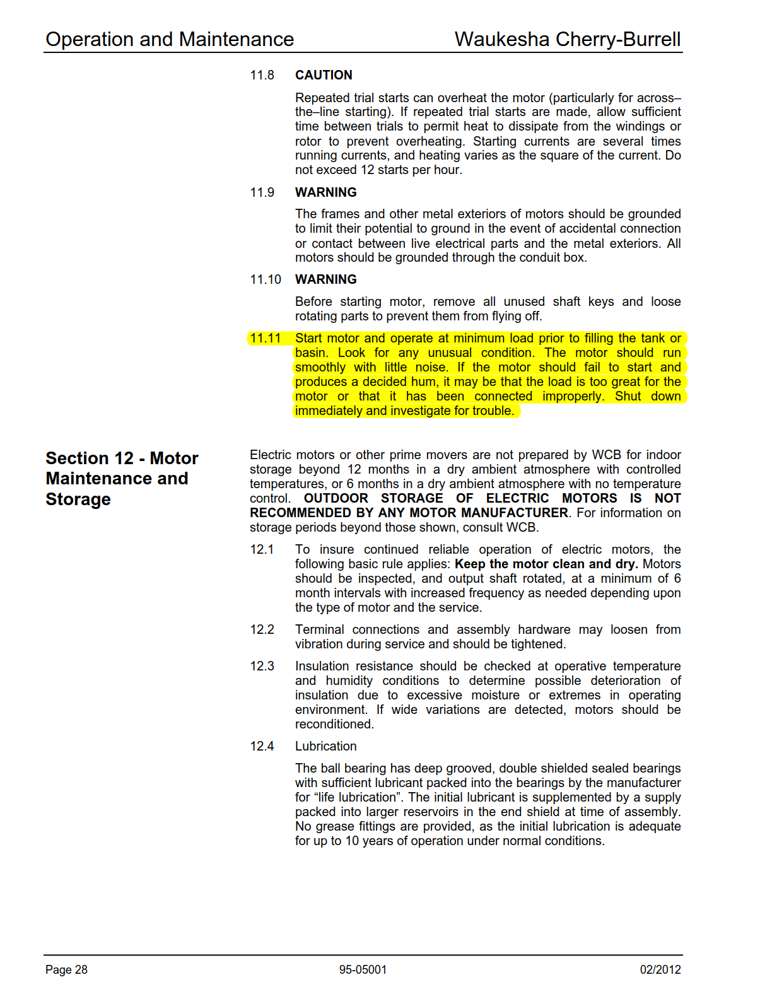 Operation and Maintenance Waukesha Cherry-Burrell
11.8 CAUTION
Repeated trial starts can overheat the motor (particularly for across–
the–line starting). If repeated trial starts are made, allow sufficient
time between trials to permit heat to dissipate from the windings or
rotor to prevent overheating. Starting currents are several times
running currents, and heating varies as the square of the current. Do
not exceed 12 starts per hour.
11.9 WARNING
The frames and other metal exteriors of motors should be grounded
to limit their potential to ground in the event of accidental connection
or contact between live electrical parts and the metal exteriors. All
motors should be grounded through the conduit box.
11.10 WARNING
Before starting motor, remove all unused shaft keys and loose
rotating parts to prevent them from flying off.
11.11 Start motor and operate at minimum load prior to filling the tank or
basin. Look for any unusual condition. The motor should run
smoothly with little noise. If the motor should fail to start and
produces a decided hum, it may be that the load is too great for the
motor or that it has been connected improperly. Shut down
immediately and investigate for trouble.
Section 12 - Motor
Maintenance and
Storage
Electric motors or other prime movers are not prepared by WCB for indoor
storage beyond 12 months in a dry ambient atmosphere with controlled
temperatures, or 6 months in a dry ambient atmosphere with no temperature
control. OUTDOOR STORAGE OF ELECTRIC MOTORS IS NOT
RECOMMENDED BY ANY MOTOR MANUFACTURER. For information on
storage periods beyond those shown, consult WCB.
12.1 To insure continued reliable operation of electric motors, the
following basic rule applies: Keep the motor clean and dry. Motors
should be inspected, and output shaft rotated, at a minimum of 6
month intervals with increased frequency as needed depending upon
the type of motor and the service.
12.2 Terminal connections and assembly hardware may loosen from
vibration during service and should be tightened.
12.3 Insulation resistance should be checked at operative temperature
and humidity conditions to determine possible deterioration of
insulation due to excessive moisture or extremes in operating
environment. If wide variations are detected, motors should be
reconditioned.
12.4 Lubrication
The ball bearing has deep grooved, double shielded sealed bearings
with sufficient lubricant packed into the bearings by the manufacturer
for “life lubrication”. The initial lubricant is supplemented by a supply
packed into larger reservoirs in the end shield at time of assembly.
No grease fittings are provided, as the initial lubrication is adequate
for up to 10 years of operation under normal conditions.
Page 28 95-05001 02/2012